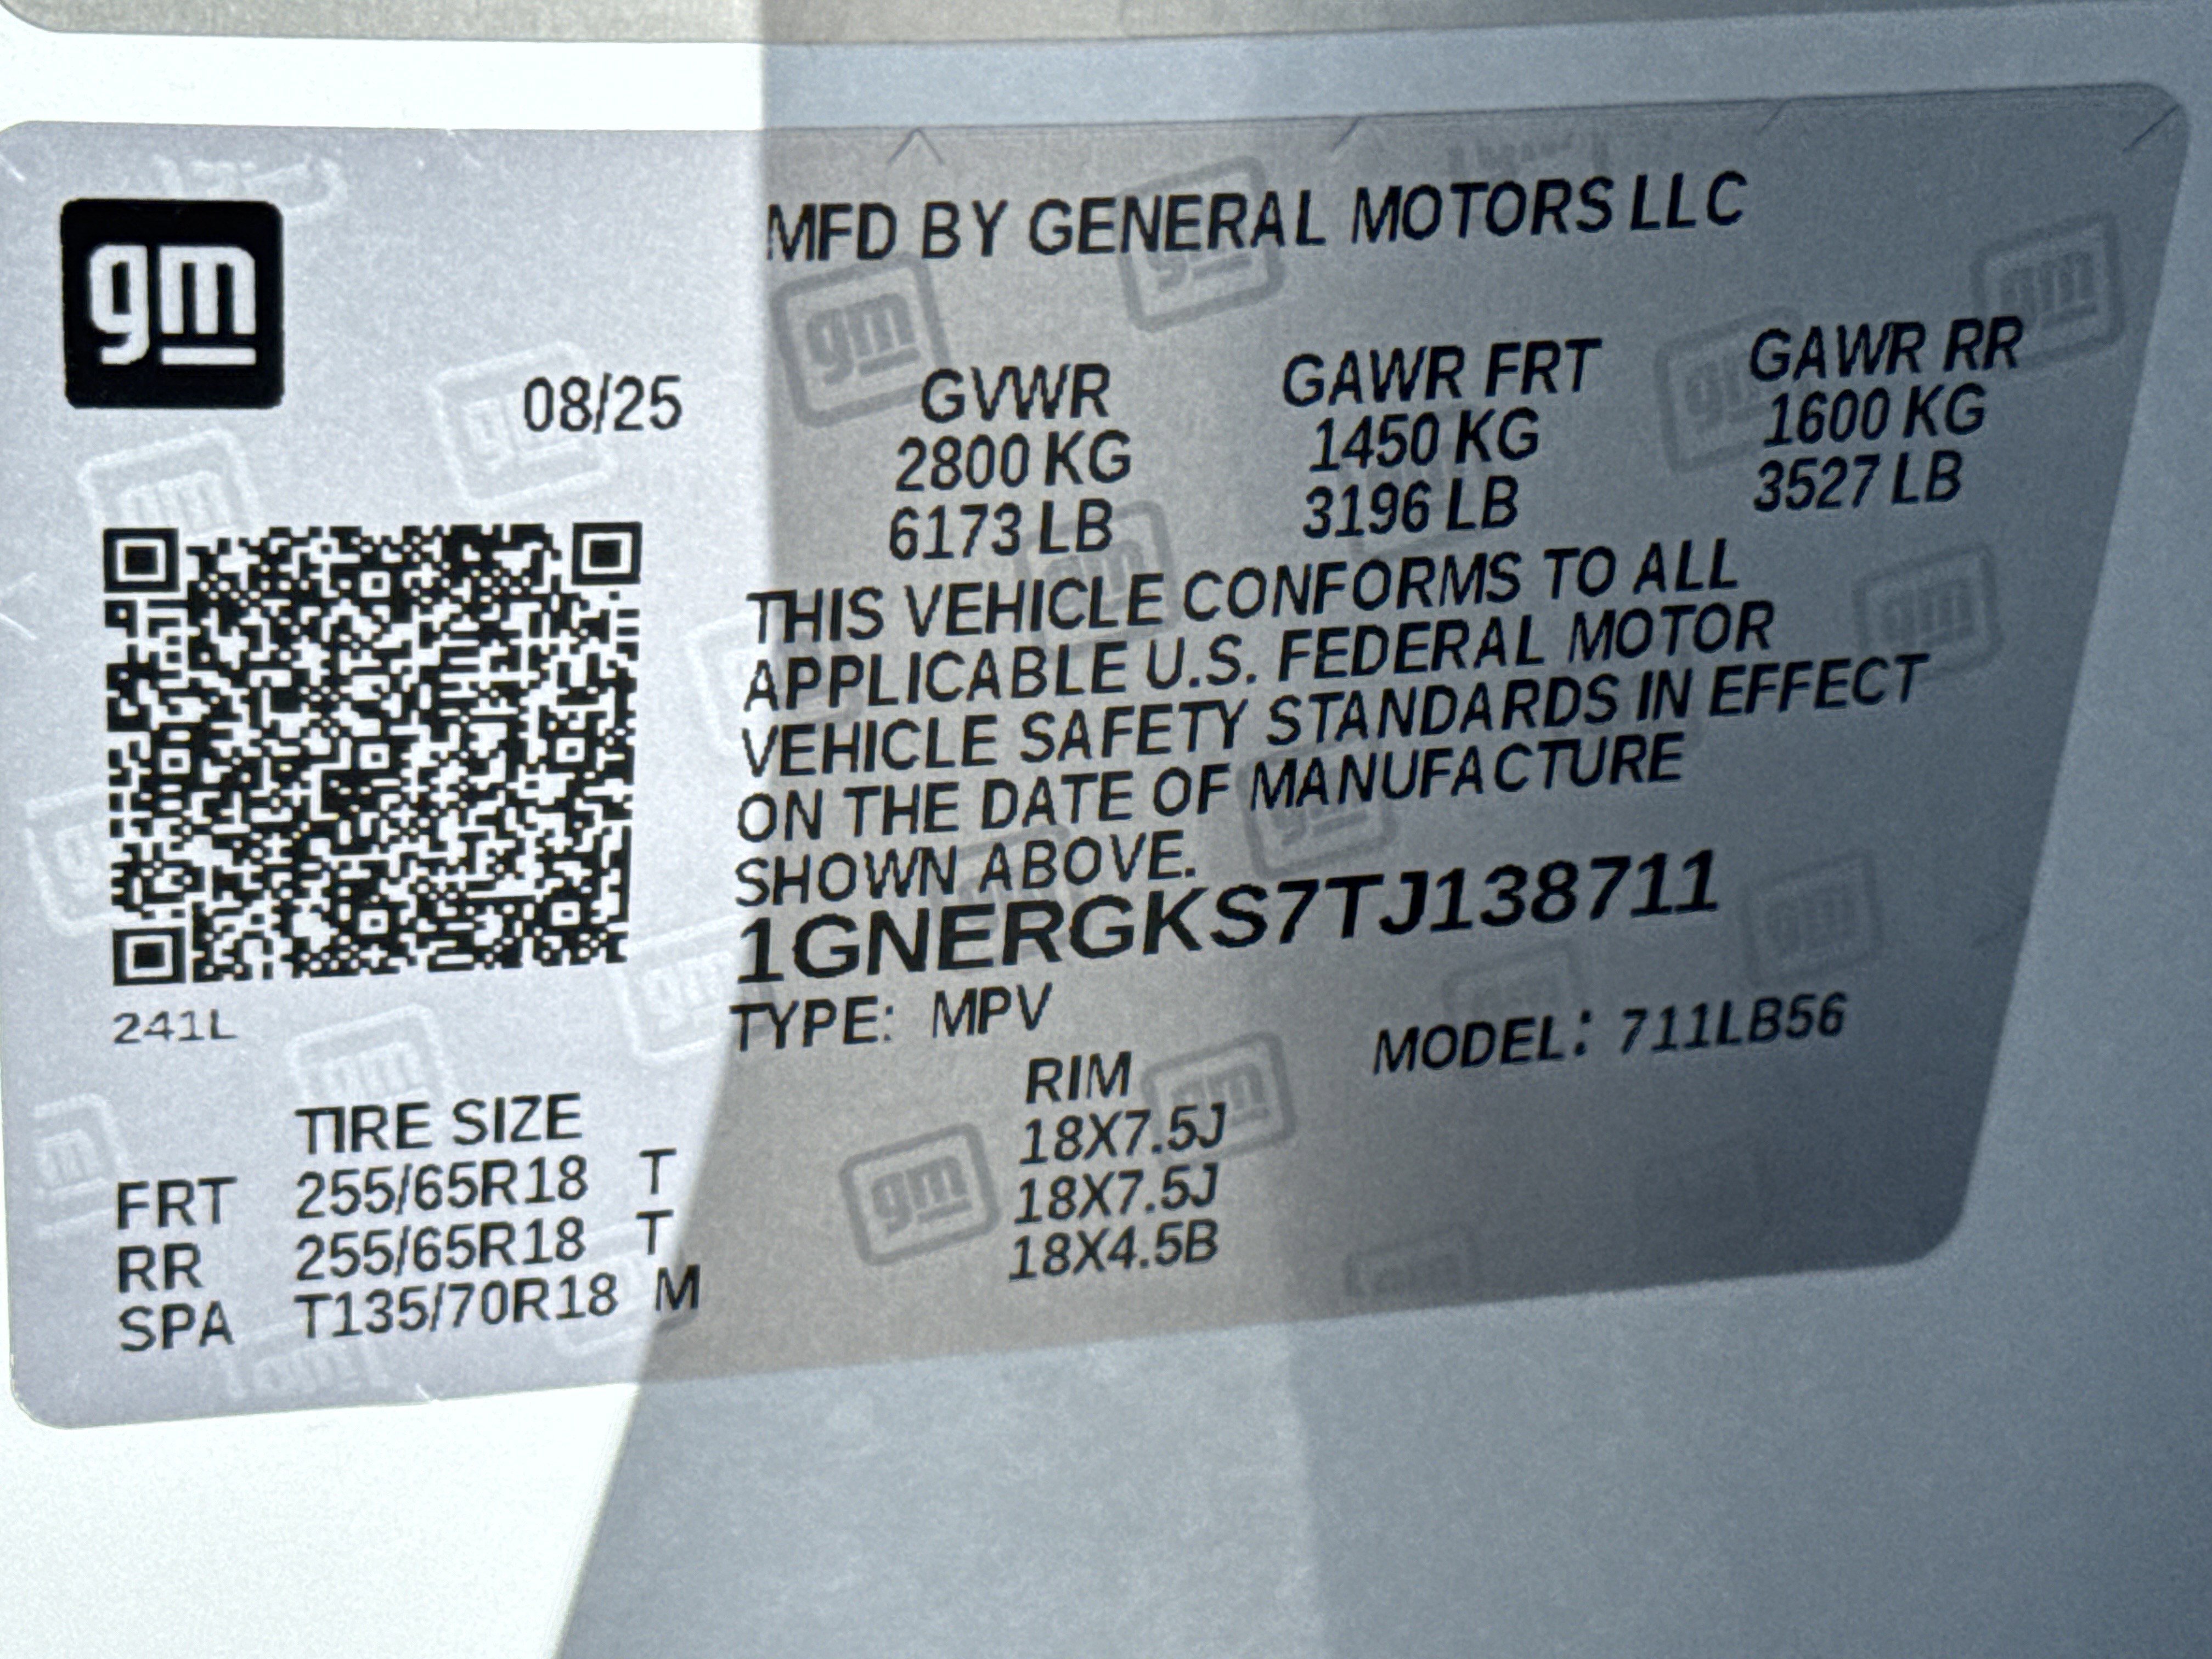 gm
MFD BY GENERAL MOTORS LLC
08/25
GVWR GAWR FRT GAWR RR
2800 KG 1450 KG 1600 KG
6173 LB 3196 LB 3527 LB
THIS VEHICLE CONFORMS TO ALL
APPLICABLE U.S. FEDERAL MOTOR
VEHICLE SAFETY STANDARDS IN EFFECT
ON THE DATE OF MANUFACTURE
SHOWN ABOVE.
1GNERGKS7TJ138711
241L
TYPE: MPV MODEL: 711LB56
TIRE SIZE RIM
FRT 255/65R18 T 18X7.5J
RR 255/65R18 T 18X7.5J
SPA T135/70R18 M 18X4.5B